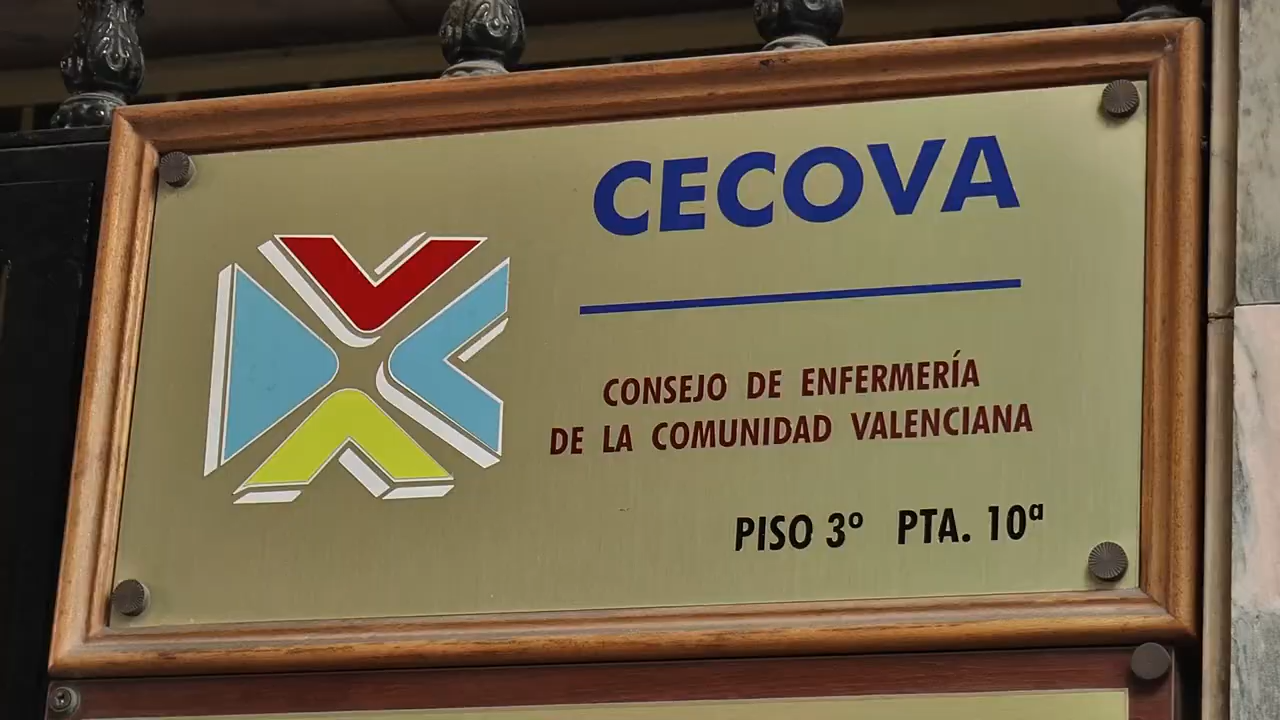 CECOVA
CONSEJO DE ENFERMERÍA
DE LA COMUNIDAD VALENCIANA
PISO 3º PTA. 10ª